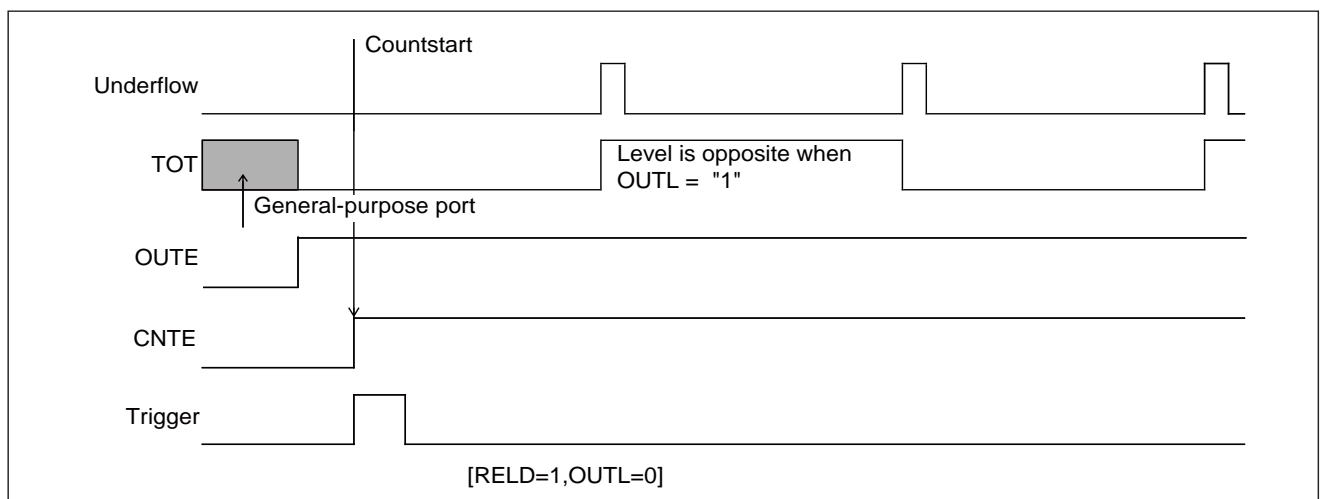 Countstart
Underflow
TOT
Level is opposite when
OUTL = "1"
General-purpose port
OUTE
CNTE
Trigger
[RELD=1,OUTL=0]